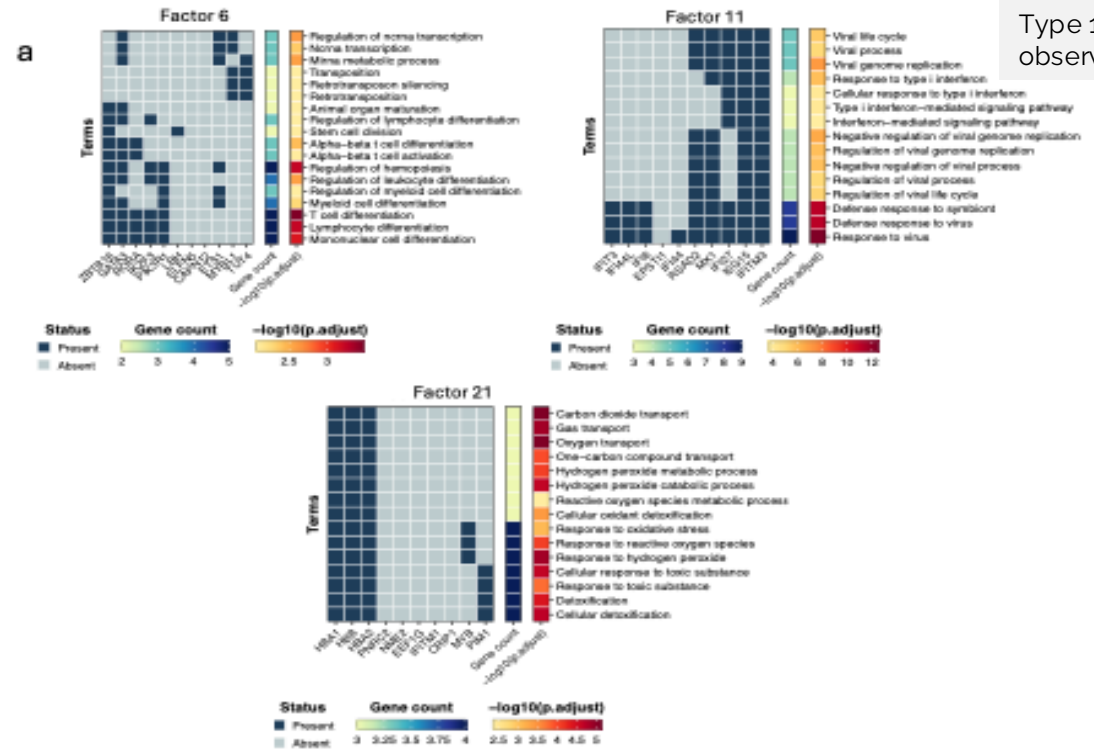 Type 1
observ
a
Factor 6
Terms
Regulation of ncrna transcription
Ncrna transcription
Mirna metabolic process
Transposition
Retrotransposon silencing
Retrotransposition
Animal organ maturation
Regulation of lymphocyte differentiation
Stem cell division
Alpha-beta t cell differentiation
Alpha-beta t cell activation
Regulation of hemopoiesis
Regulation of leukocyte differentiation
Regulation of myeloid cell differentiation
Myeloid cell differentiation
T cell differentiation
Lymphocyte differentiation
Mononuclear cell differentiation
Gene count
-log10(p.adjust)
Status
Present
Absent
Gene count
2 3 4 5
-log10(p.adjust)
2.5 3
Factor 11
Terms
Viral life cycle
Viral process
Viral genome replication
Response to type i interferon
Cellular response to type i interferon
Type i interferon-mediated signaling pathway
Interferon-mediated signaling pathway
Negative regulation of viral genome replication
Regulation of viral genome replication
Negative regulation of viral process
Regulation of viral process
Regulation of viral life cycle
Defense response to symbiont
Defense response to virus
Response to virus
IFIT3 IFI44L IFI6 EPSTI1 IFI44 RSAD2 MX1 ISG15 IFITM3
Gene count
-log10(p.adjust)
Status
Present
Absent
Gene count
3 4 5 6 7 8 9
-log10(p.adjust)
4 6 8 10 12
Factor 21
Terms
Carbon dioxide transport
Gas transport
Oxygen transport
One-carbon compound transport
Hydrogen peroxide metabolic process
Hydrogen peroxide catabolic process
Reactive oxygen species metabolic process
Cellular oxidant detoxification
Response to oxidative stress
Response to reactive oxygen species
Response to hydrogen peroxide
Cellular response to toxic substance
Response to toxic substance
Detoxification
Cellular detoxification
HBA1 HBB HBA2 PNRC2 NME2 EEF1G IFITM1 CRIP1 MYB PIM1
Gene count
-log10(p.adjust)
Status
Present
Absent
Gene count
3 3.25 3.5 3.75 4
-log10(p.adjust)
2.5 3 3.5 4 4.5 5